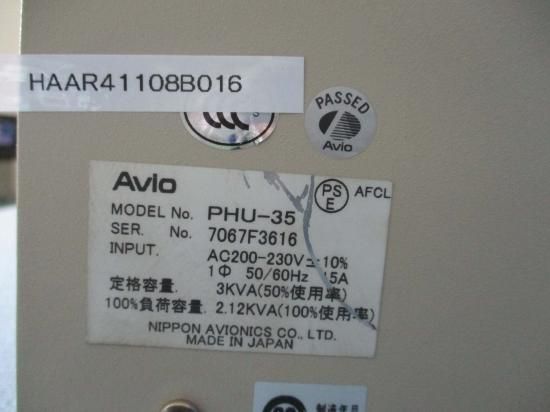 HAAR41108B016
PASSED
Avio
Avio
PS
E
AFCL
MODEL No. PHU-35
SER. No. 7067F3616
INPUT. AC200-230V±10%
1Φ 50/60Hz 15A
定格容量. 3KVA(50%使用率)
100%負荷容量. 2.12KVA(100%使用率)
NIPPON AVIONICS CO., LTD.
MADE IN JAPAN